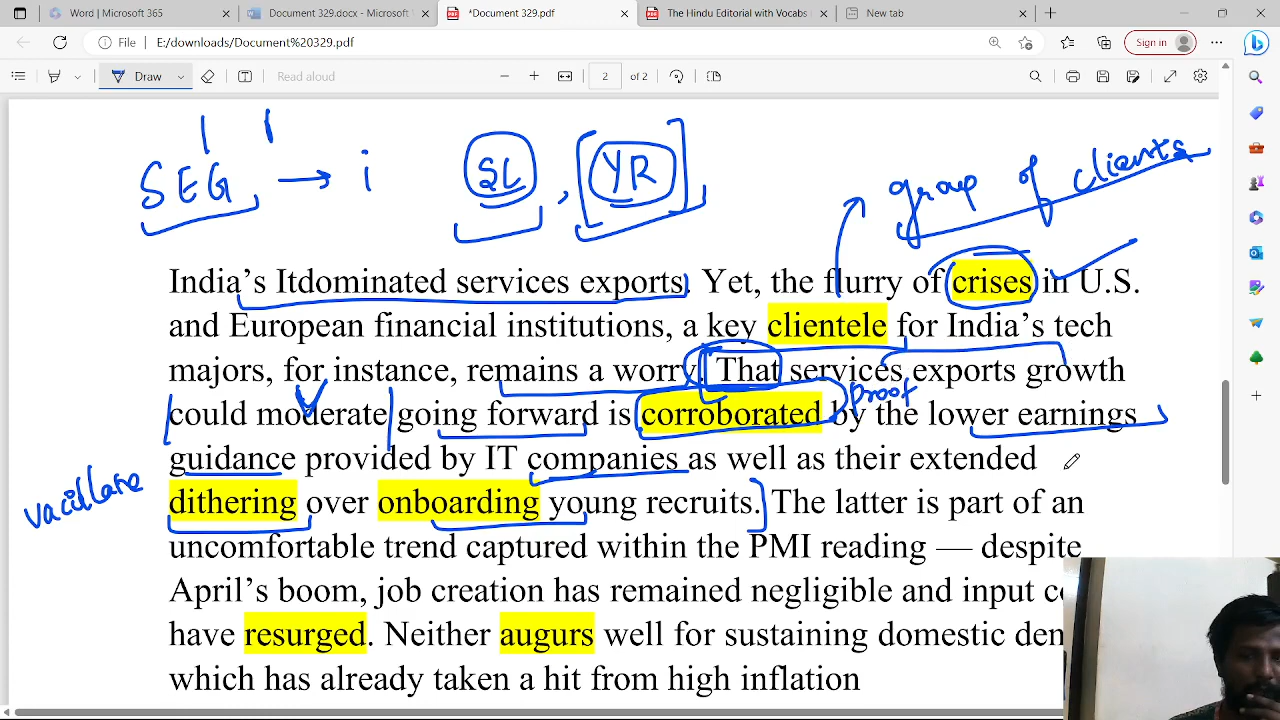 Word | Microsoft 365
Document 329.docx - Microsoft
*Document 329.pdf
The Hindu Editorial with Vocabs
New tab
File
E:/downloads/Document%20329.pdf
Sign in
Draw
Read aloud
2
of 2
SEG → i
SL , YR
group of clients
India's Itdominated services exports. Yet, the flurry of crises in U.S.
and European financial institutions, a key clientele for India's tech
majors, for instance, remains a worry. That services exports growth
proof
could moderate going forward is corroborated by the lower earnings
guidance provided by IT companies as well as their extended
vacillate
dithering over onboarding young recruits. The latter is part of an
uncomfortable trend captured within the PMI reading — despite
April's boom, job creation has remained negligible and input co
have resurged. Neither augurs well for sustaining domestic den
which has already taken a hit from high inflation